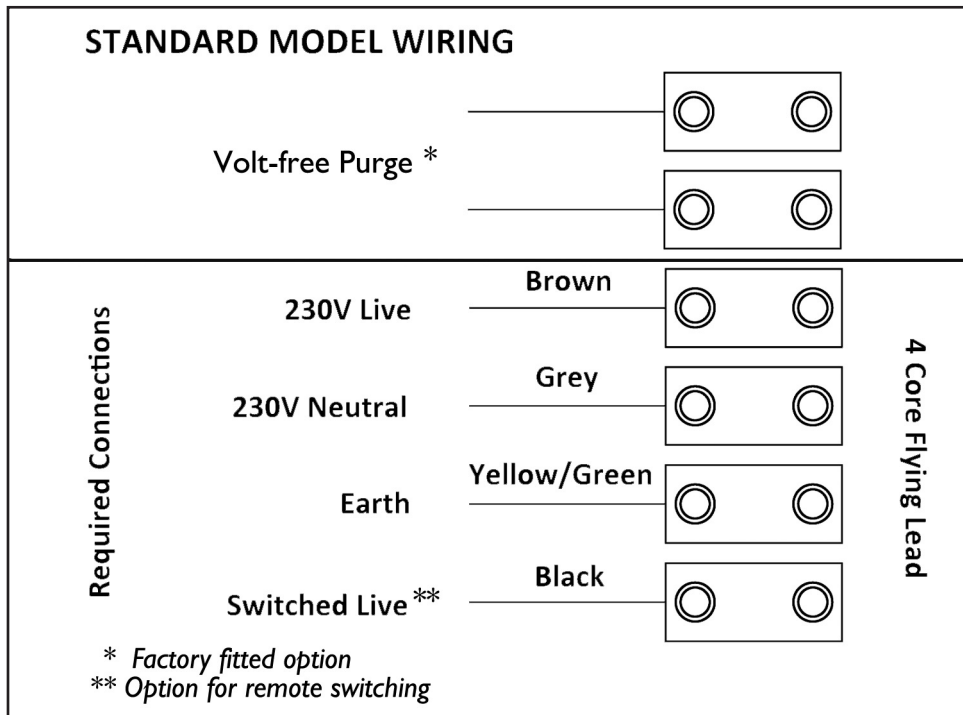 STANDARD MODEL WIRING
Volt-free Purge *
Required Connections
230V Live
Brown
230V Neutral
Grey
Earth
Yellow/Green
Switched Live **
Black
4 Core Flying Lead
* Factory fitted option
** Option for remote switching